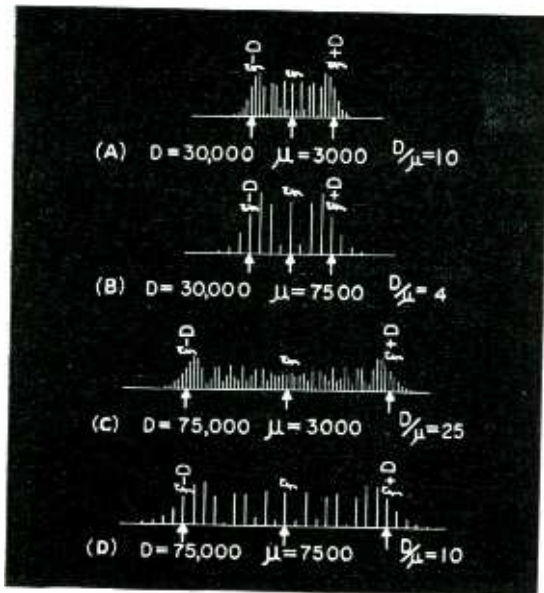 -D +D
(A) D=30,000 μ=3000 D/μ=10
-D +D
(B) D=30,000 μ=7500 D/μ=4
-D +D
(C) D=75,000 μ=3000 D/μ=25
-D +D
(D) D=75,000 μ=7500 D/μ=10